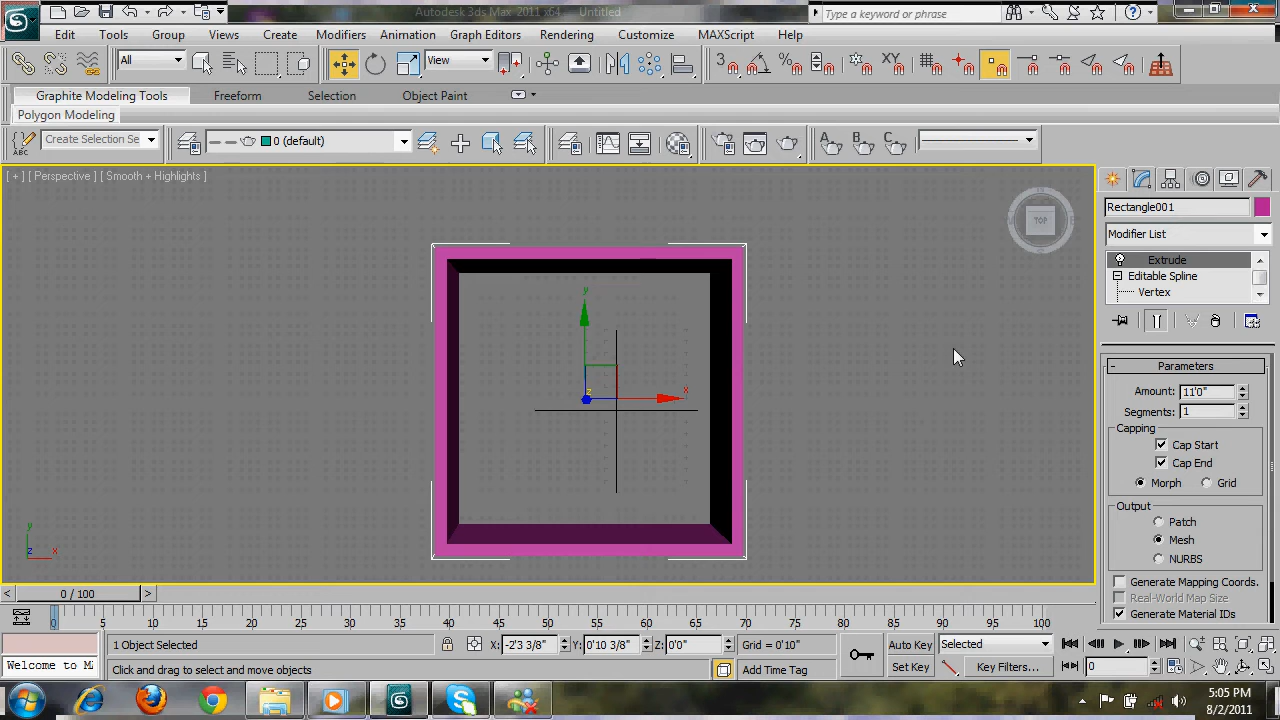 Autodesk 3ds Max 2011 x64 Untitled
Type a keyword or phrase
Edit Tools Group Views Create Modifiers Animation Graph Editors Rendering Customize MAXScript Help
All View 3 % XY
Graphite Modeling Tools Freeform Selection Object Paint
Polygon Modeling
ABC Create Selection Se 0 (default) A B C
[ + ] [ Perspective ] [ Smooth + Highlights ]
TOP
Rectangle001
Modifier List
Extrude
Editable Spline
Vertex
y
x
z
- Parameters
Amount: 11'0"
Segments: 1
Capping
Cap Start
Cap End
Morph Grid
Output
Patch
Mesh
NURBS
Generate Mapping Coords.
Real-World Map Size
Generate Material IDs
y
z x
< 0 / 100 >
0 5 10 15 20 25 30 35 40 45 50 55 60 65 70 75 80 85 90 95 100
1 Object Selected X: -2'3 3/8" Y: 0'10 3/8" Z: 0'0" Grid = 0'10" Auto Key Selected
Welcome to M Click and drag to select and move objects Add Time Tag Set Key Key Filters... 0
5:05 PM
8/2/2011